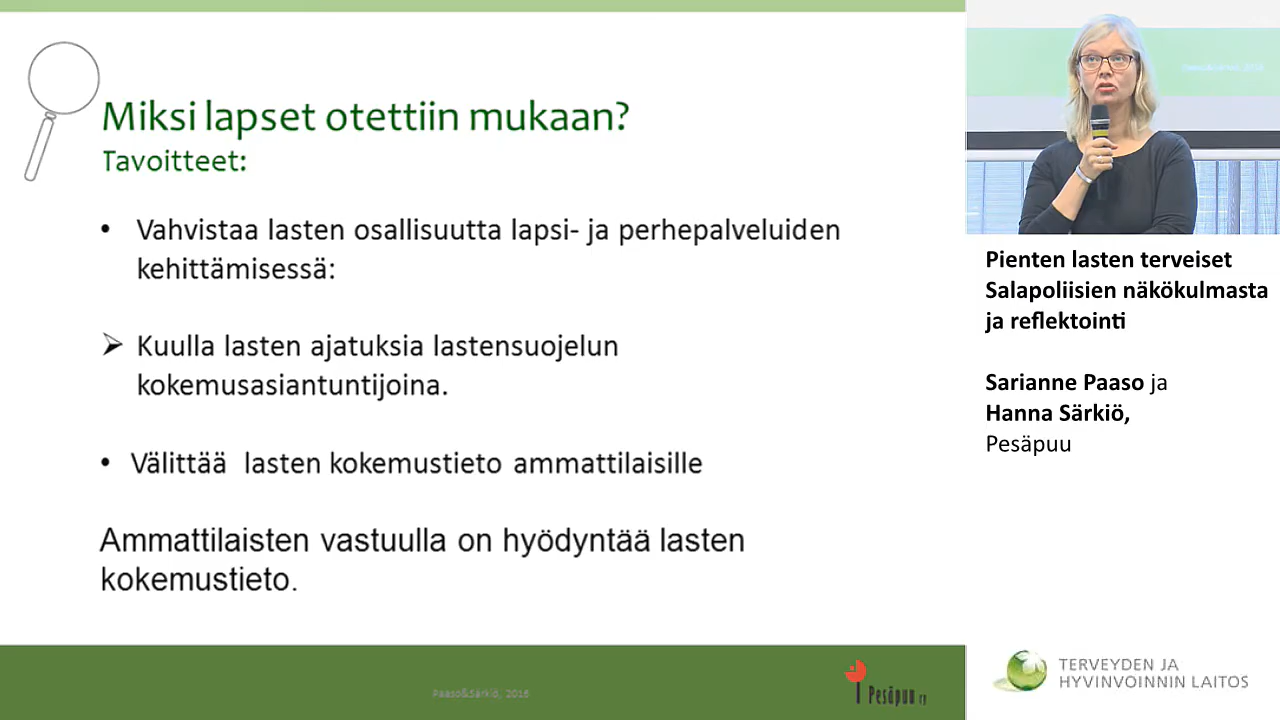 Miksi lapset otettiin mukaan?
Tavoitteet:
• Vahvistaa lasten osallisuutta lapsi- ja perhepalveluiden
kehittämisessä:
➢ Kuulla lasten ajatuksia lastensuojelun
kokemusasiantuntijoina.
• Välittää lasten kokemustieto ammattilaisille
Ammattilaisten vastuulla on hyödyntää lasten
kokemustieto.
Paaso&Särkiö, 2016
Pesäpuu ry
Pienten lasten terveiset
Salapoliisien näkökulmasta
ja reflektointi
Sarianne Paaso ja
Hanna Särkiö,
Pesäpuu
TERVEYDEN JA
HYVINVOINNIN LAITOS